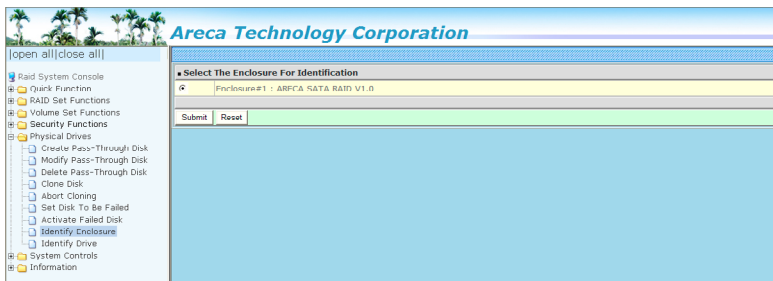 Areca Technology Corporation
|open all|close all|
Raid System Console
Quick Function
RAID Set Functions
Volume Set Functions
Security Functions
Physical Drives
Create Pass-Through Disk
Modify Pass-Through Disk
Delete Pass-Through Disk
Clone Disk
Abort Cloning
Set Disk To Be Failed
Activate Failed Disk
Identify Enclosure
Identify Drive
System Controls
Information
Select The Enclosure For Identification
Enclosure#1 : ARECA SATA RAID V1.0
Submit Reset